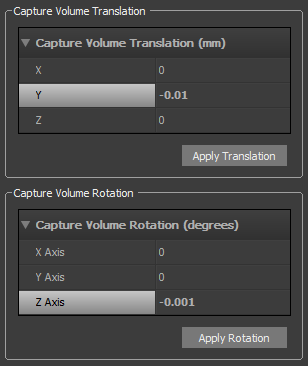 Capture Volume Translation
Capture Volume Translation (mm)
X 0
Y -0.01
Z 0
Apply Translation
Capture Volume Rotation
Capture Volume Rotation (degrees)
X Axis 0
Y Axis 0
Z Axis -0.001
Apply Rotation